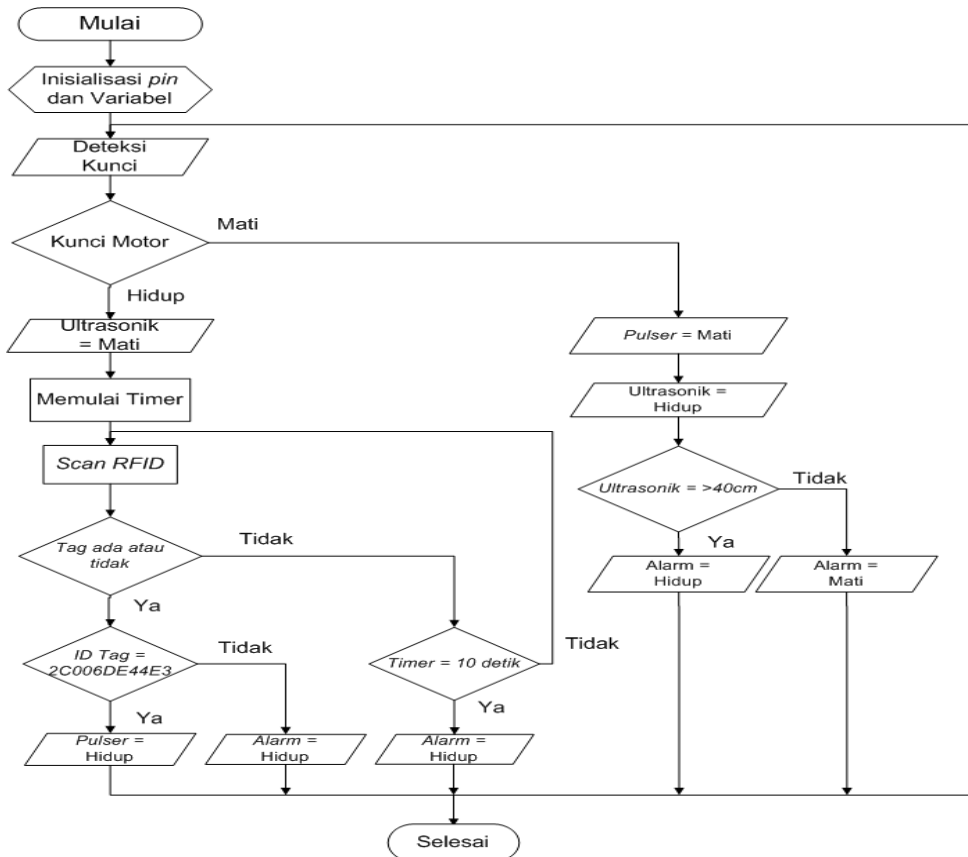 Mulai
Inisialisasi pin
dan Variabel
Deteksi
Kunci
Kunci Motor
Mati
Hidup
Ultrasonik
= Mati
Memulai Timer
Scan RFID
Tag ada atau
tidak
Tidak
Ya
ID Tag =
2C006DE44E3
Tidak
Ya
Pulser =
Hidup
Alarm =
Hidup
Timer = 10 detik
Tidak
Ya
Alarm =
Hidup
Pulser = Mati
Ultrasonik =
Hidup
Ultrasonik = >40cm
Tidak
Ya
Alarm =
Hidup
Alarm =
Mati
Selesai